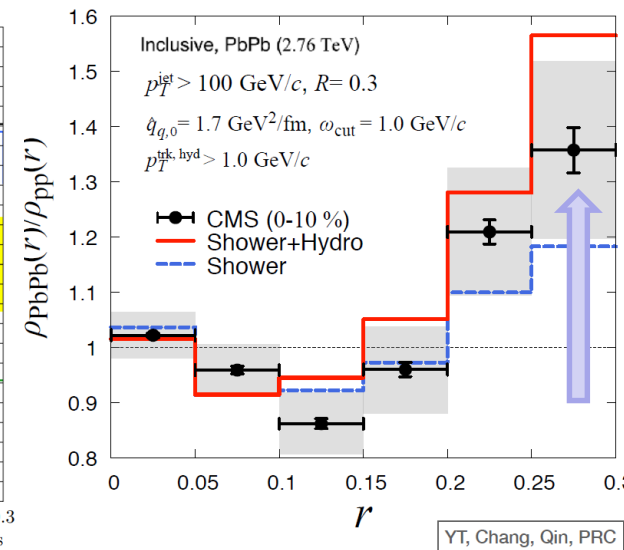 1.6
1.5
1.4
1.3
1.2
1.1
1
0.9
0.8
ρPbPb(r)/ρpp(r)
Inclusive, PbPb (2.76 TeV)
p_T^jet > 100 GeV/c, R= 0.3
q̂_q,0 = 1.7 GeV²/fm, ω_cut = 1.0 GeV/c
p_T^trk, hyd > 1.0 GeV/c
CMS (0-10 %)
Shower+Hydro
Shower
0 0.05 0.1 0.15 0.2 0.25 0.3
r
.3
s
YT, Chang, Qin, PRC